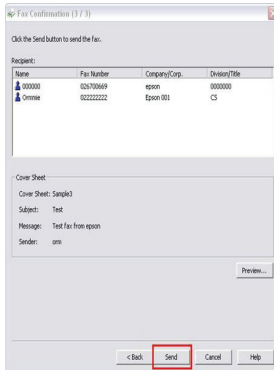 Fax Confirmation (3 / 3)
Click the Send button to send the fax.
Recipient:
Name Fax Number Company/Corp. Division/Title
000000 026700669 epson 0000000
Ornmie 022222222 Epson 001 CS
Cover Sheet
Cover Sheet: Sample3
Subject: Test
Message: Test fax from epson
Sender: orm
Preview...
< Back Send Cancel Help